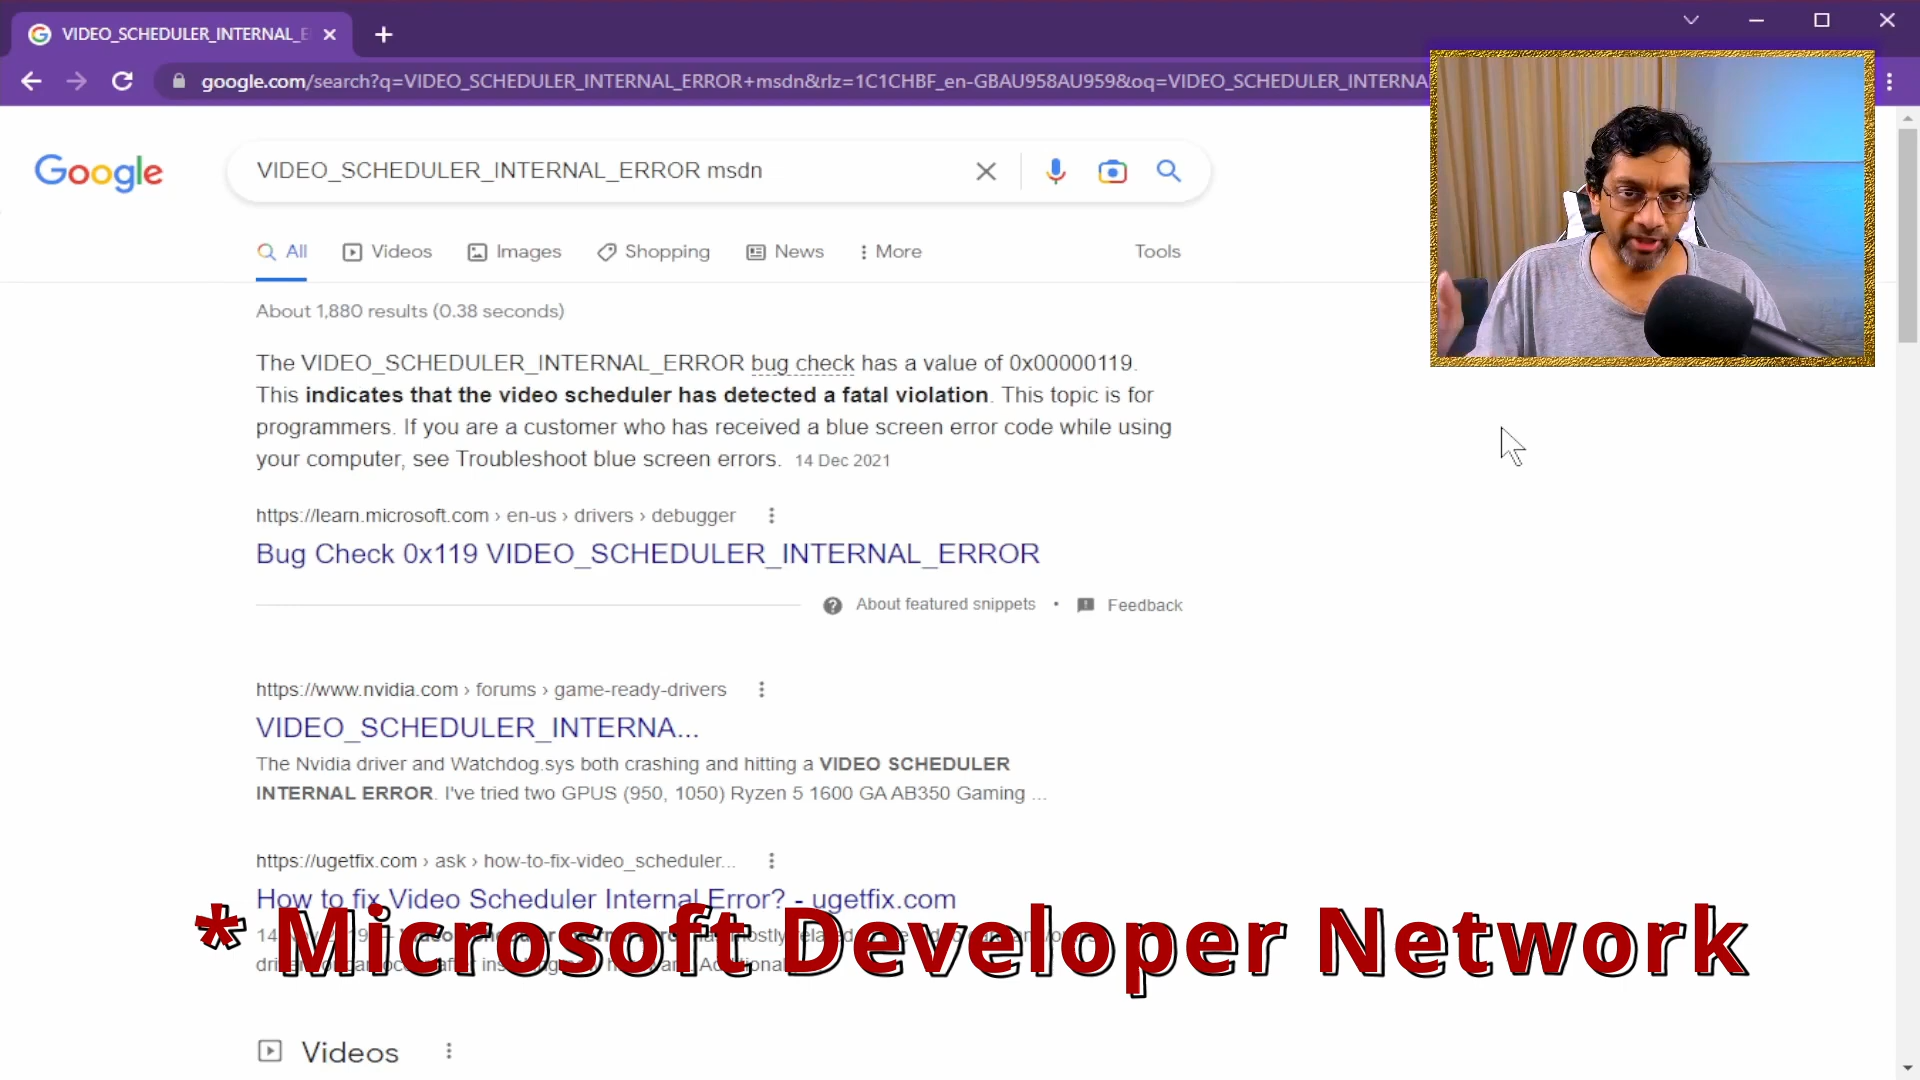 VIDEO_SCHEDULER_INTERNAL_E
google.com/search?q=VIDEO_SCHEDULER_INTERNAL_ERROR+msdn&rlz=1C1CHBF_en-GBAU958AU959&oq=VIDEO_SCHEDULER_INTERNA
Google
VIDEO_SCHEDULER_INTERNAL_ERROR msdn
All Videos Images Shopping News More Tools
About 1,880 results (0.38 seconds)
The VIDEO_SCHEDULER_INTERNAL_ERROR bug check has a value of 0x00000119.
This indicates that the video scheduler has detected a fatal violation. This topic is for
programmers. If you are a customer who has received a blue screen error code while using
your computer, see Troubleshoot blue screen errors. 14 Dec 2021
https://learn.microsoft.com › en-us › drivers › debugger
Bug Check 0x119 VIDEO_SCHEDULER_INTERNAL_ERROR
About featured snippets • Feedback
https://www.nvidia.com › forums › game-ready-drivers
VIDEO_SCHEDULER_INTERNA...
The Nvidia driver and Watchdog.sys both crashing and hitting a VIDEO SCHEDULER
INTERNAL ERROR. I've tried two GPUS (950, 1050) Ryzen 5 1600 GA AB350 Gaming ...
https://ugetfix.com › ask › how-to-fix-video_scheduler...
How to fix Video Scheduler Internal Error? - ugetfix.com
* Microsoft Developer Network
Videos